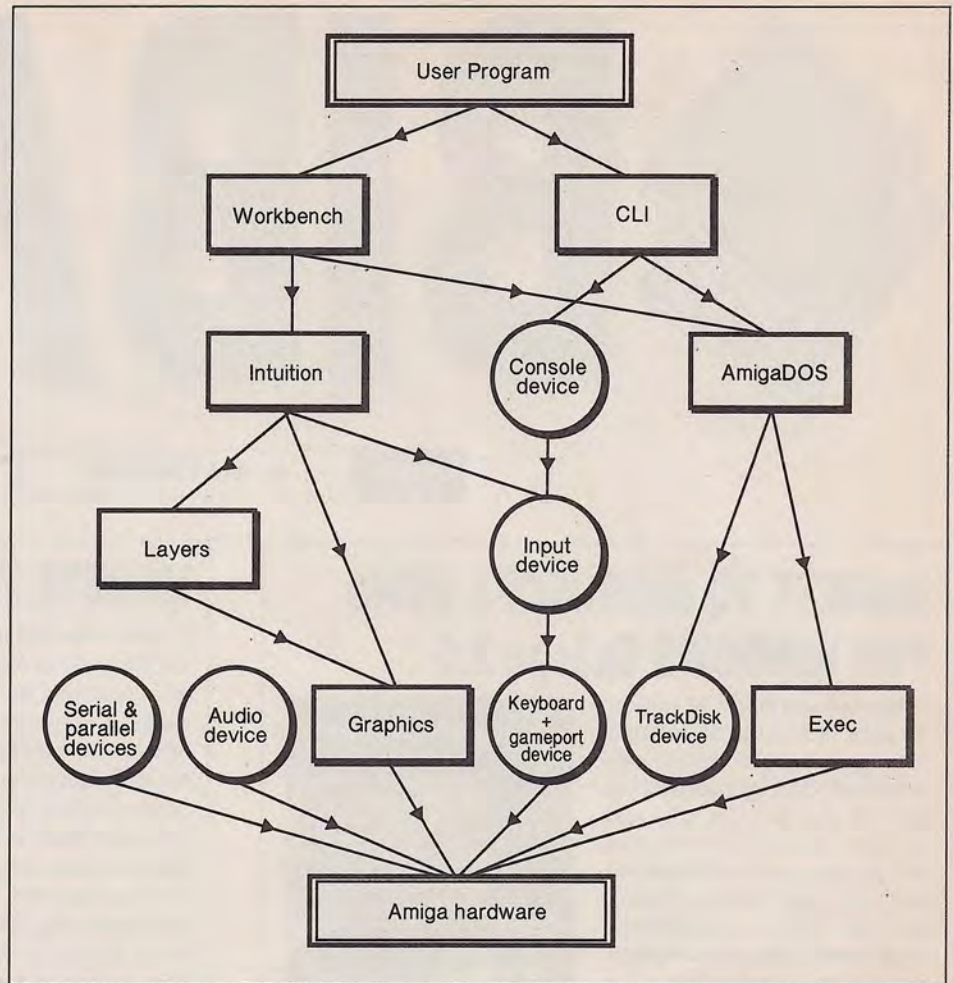 User Program
Workbench
CLI
Intuition
Console
device
AmigaDOS
Layers
Input
device
Serial &
parallel
devices
Audio
device
Graphics
Keyboard
+
gameport
device
TrackDisk
device
Exec
Amiga hardware